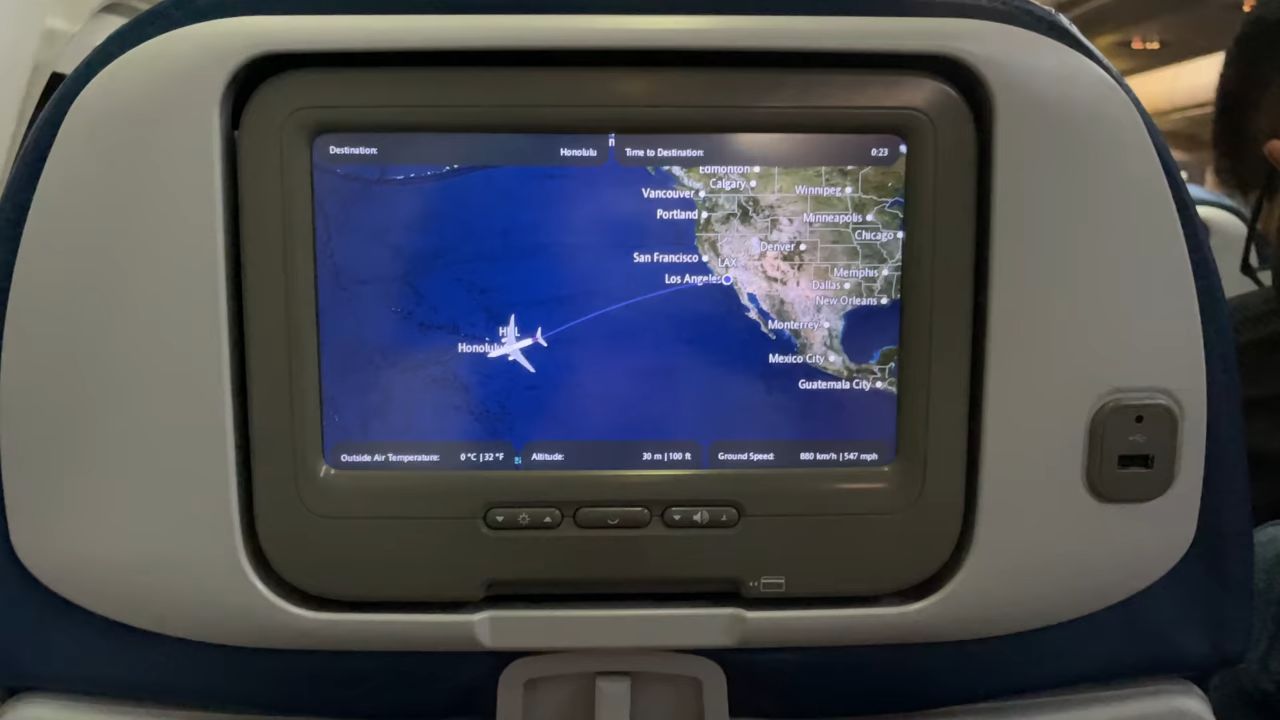 Destination: Honolulu
Time to Destination: 0:23
Edmonton
Calgary
Vancouver
Winnipeg
Portland
Minneapolis
Chicago
Denver
San Francisco
LAX
Los Angeles
Memphis
Dallas
New Orleans
Monterrey
HNL
Honolulu
Mexico City
Guatemala City
Outside Air Temperature: 0 °C | 32 °F
Altitude: 30 m | 100 ft
Ground Speed: 880 km/h | 547 mph